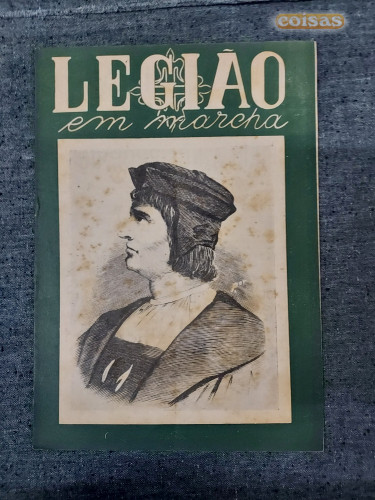 coisas
LEGIÃO
em marcha